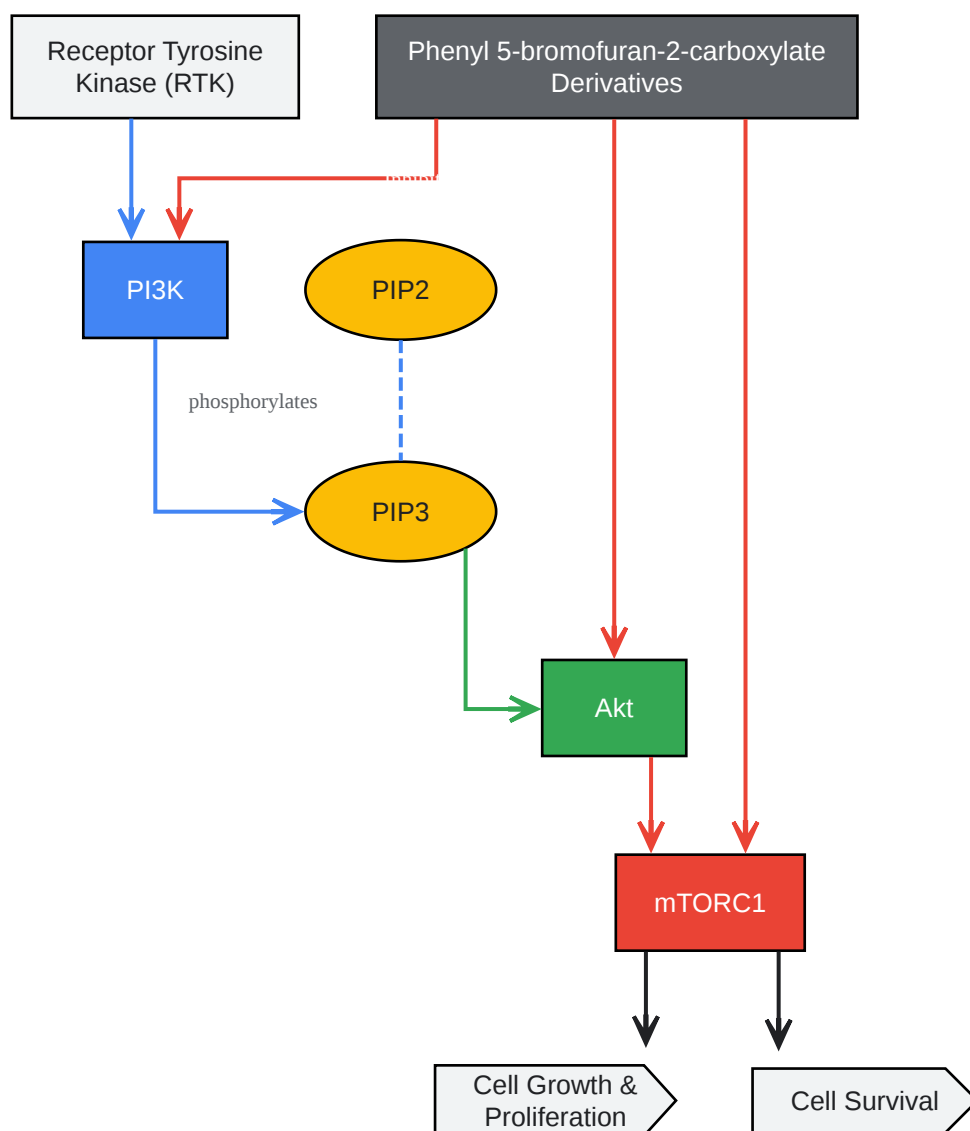 Receptor Tyrosine
Kinase (RTK)
Phenyl 5-bromofuran-2-carboxylate
Derivatives
PI3K
PIP2
phosphorylates
PIP3
Akt
mTORC1
Cell Growth &
Proliferation
Cell Survival